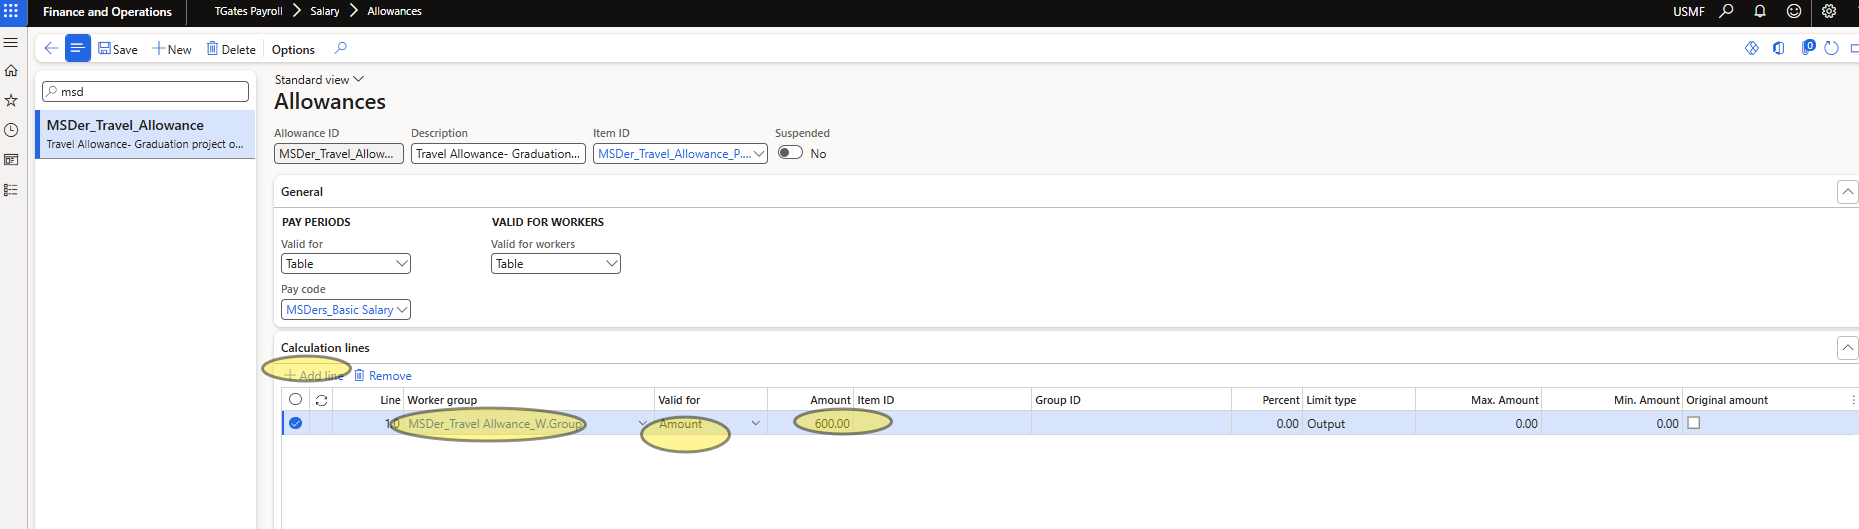 Finance and Operations TGates Payroll > Salary > Allowances USMF
Save New Delete Options 0
msd
MSDer_Travel_Allowance
Travel Allowance- Graduation project o...
Standard view
Allowances
Allowance ID Description Item ID Suspended
MSDer_Travel_Allow... Travel Allowance- Graduation... MSDer_Travel_Allowance_P.... No
General
PAY PERIODS VALID FOR WORKERS
Valid for Valid for workers
Table Table
Pay code
MSDers_Basic Salary
Calculation lines
Add line Remove
Line Worker group Valid for Amount Item ID Group ID Percent Limit type Max. Amount Min. Amount Original amount
1.0 MSDer_Travel Allwance_W.Group Amount 600.00 0.00 Output 0.00 0.00